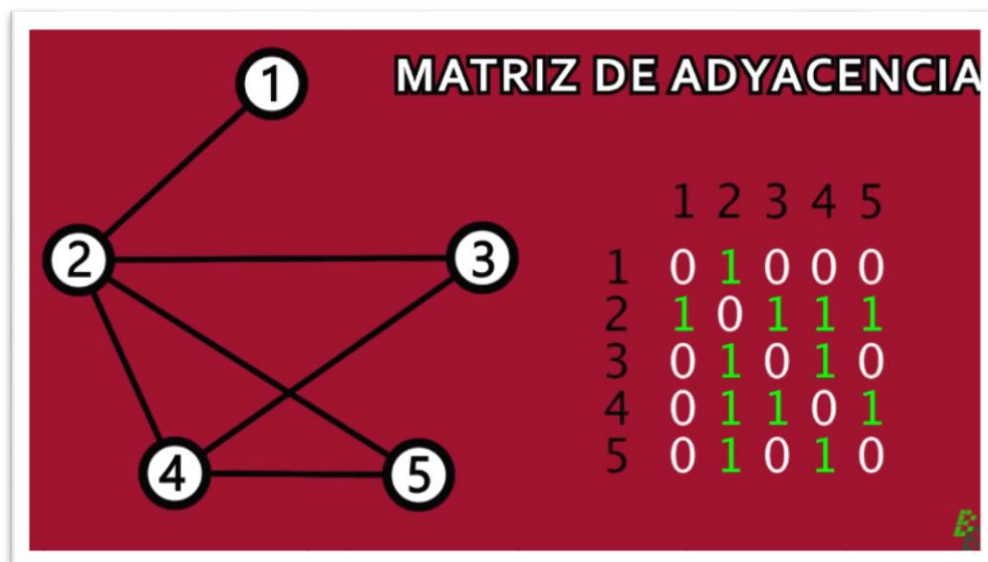 MATRIZ DE ADYACENCIA
1
2
3
4
5
1 2 3 4 5
1 0 1 0 0 0
2 1 0 1 1 1
3 0 1 0 1 0
4 0 1 1 0 1
5 0 1 0 1 0